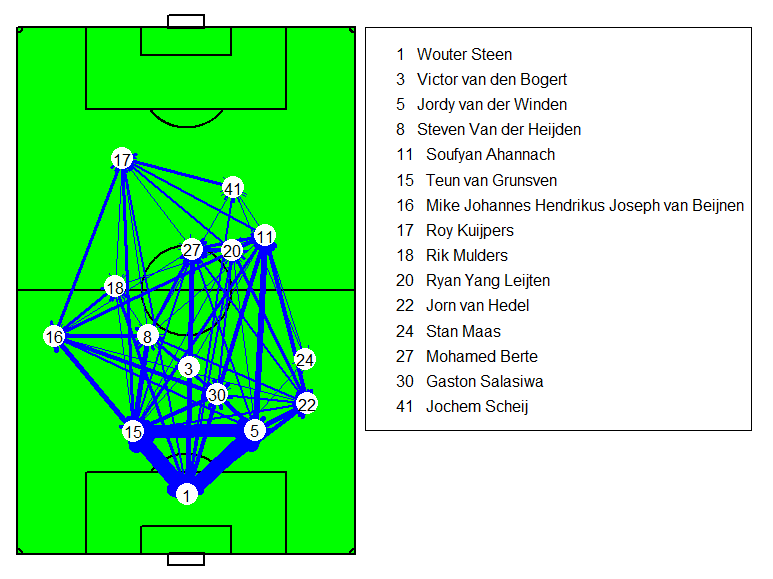 17
41
11
27
20
18
16
8
24
3
30
22
15
5
1
1 Wouter Steen
3 Victor van den Bogert
5 Jordy van der Winden
8 Steven Van der Heijden
11 Soufyan Ahannach
15 Teun van Grunsven
16 Mike Johannes Hendrikus Joseph van Beijnen
17 Roy Kuijpers
18 Rik Mulders
20 Ryan Yang Leijten
22 Jorn van Hedel
24 Stan Maas
27 Mohamed Berte
30 Gaston Salasiwa
41 Jochem Scheij